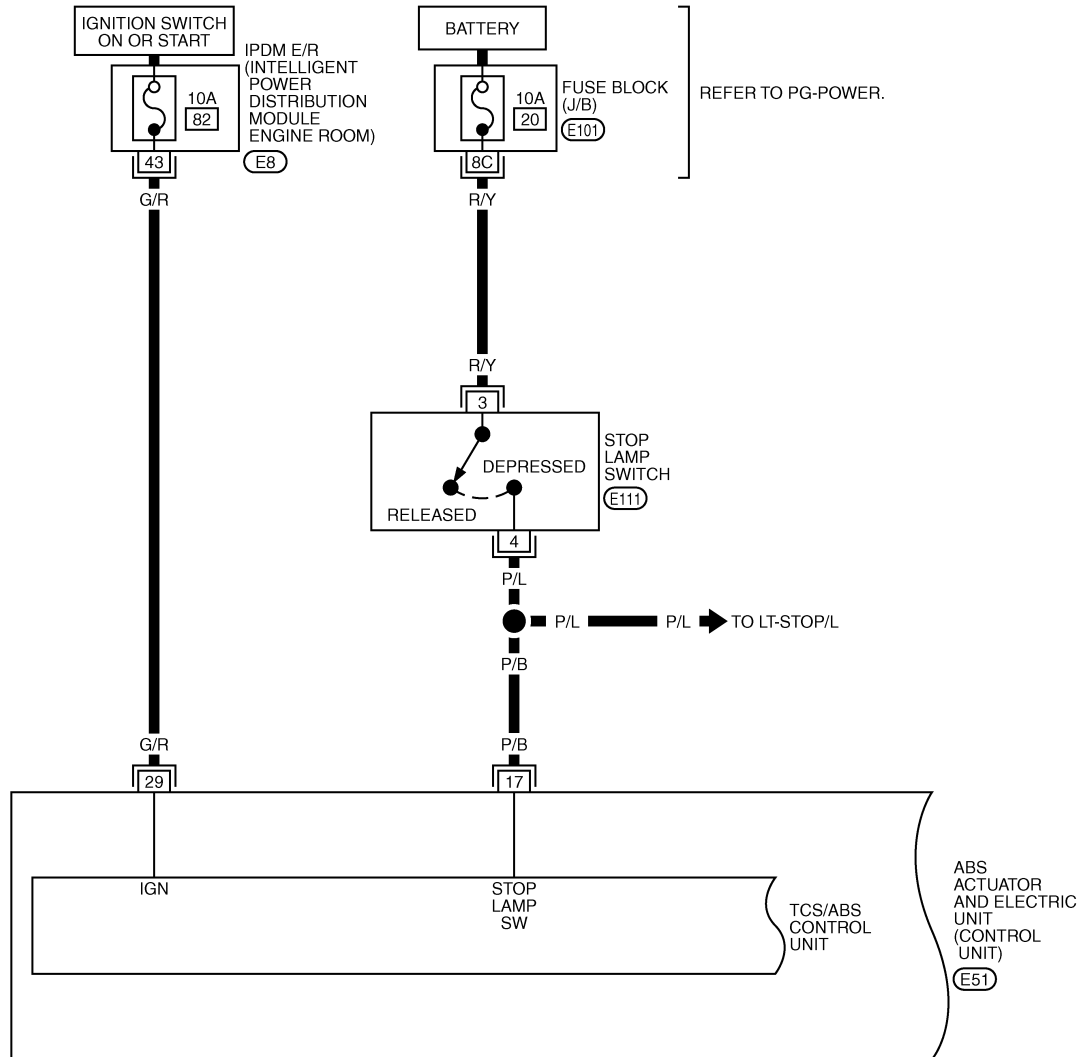 IGNITION SWITCH
ON OR START
BATTERY
IPDM E/R
(INTELLIGENT
POWER
DISTRIBUTION
MODULE
ENGINE ROOM)
E8
10A
82
43
10A
20
8C
FUSE BLOCK
(J/B)
E101
REFER TO PG-POWER.
G/R
R/Y
R/Y
3
DEPRESSED
RELEASED
STOP
LAMP
SWITCH
E111
4
P/L
P/L
P/L
TO LT-STOP/L
P/B
G/R
P/B
29
17
IGN
STOP
LAMP
SW
TCS/ABS
CONTROL
UNIT
ABS
ACTUATOR
AND ELECTRIC
UNIT
(CONTROL
UNIT)
E51